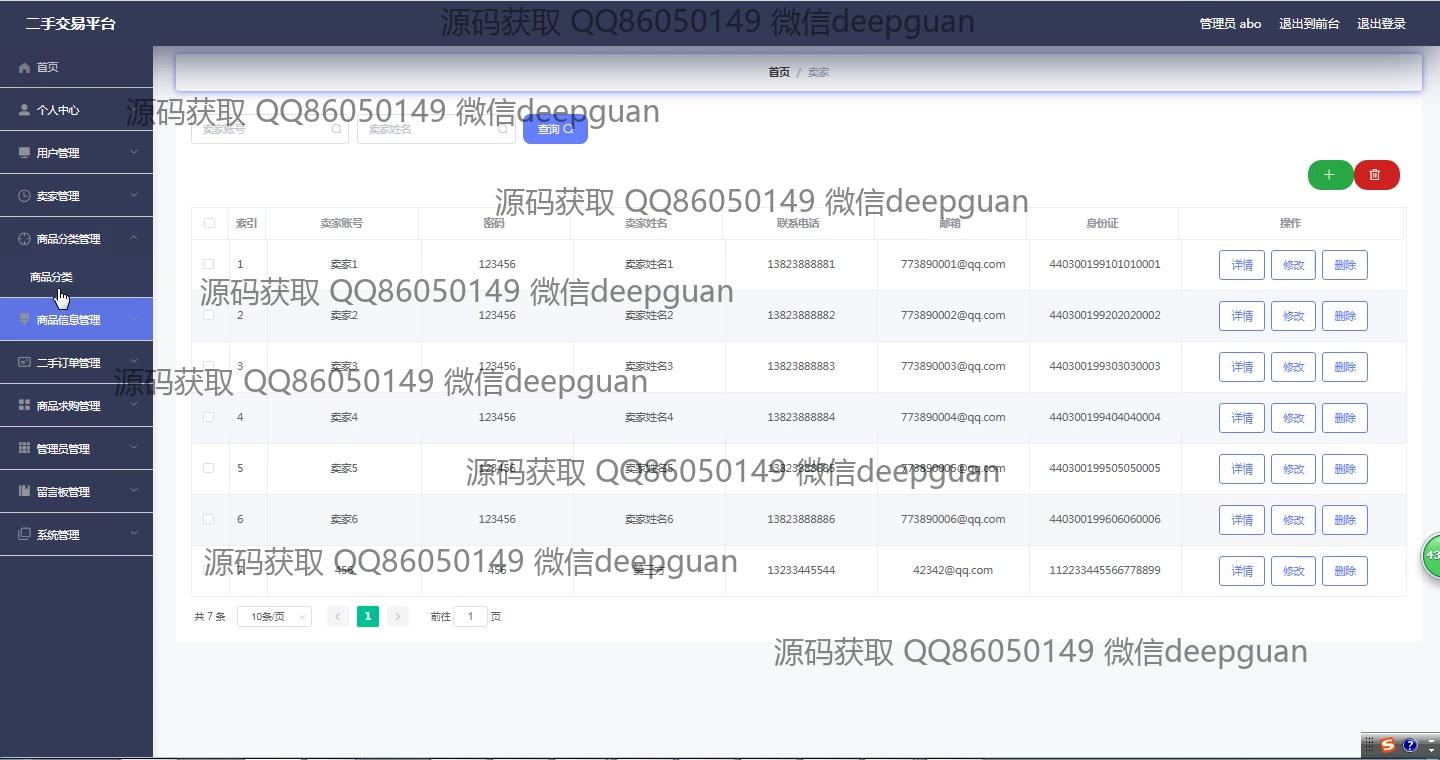 二手交易平台
源码获取 QQ86050149 微信deepguan
管理员 abo 退出到前台 退出登录
首页
个人中心
用户管理
卖家管理
商品分类管理
商品分类
商品信息管理
二手订单管理
商品求购管理
管理员管理
留言板管理
系统管理
首页 / 卖家
源码获取 QQ86050149 微信deepguan
卖家账号 卖家姓名 查询
源码获取 QQ86050149 微信deepguan
索引 卖家账号 密码 卖家姓名 联系电话 邮箱 身份证 操作
1 卖家1 123456 卖家姓名1 13823888881 773890001@qq.com 440300199101010001 详情 修改 删除
源码获取 QQ86050149 微信deepguan
2 卖家2 123456 卖家姓名2 13823888882 773890002@qq.com 440300199202020002 详情 修改 删除
3 卖家3 123456 卖家姓名3 13823888883 773890003@qq.com 440300199303030003 详情 修改 删除
源码获取 QQ86050149 微信deepguan
4 卖家4 123456 卖家姓名4 13823888884 773890004@qq.com 440300199404040004 详情 修改 删除
5 卖家5 123456 卖家姓名5 13823888885 773890005@qq.com 440300199505050005 详情 修改 删除
源码获取 QQ86050149 微信deepguan
6 卖家6 123456 卖家姓名6 13823888886 773890006@qq.com 440300199606060006 详情 修改 删除
源码获取 QQ86050149 微信deepguan
7 456 456 13233445544 42342@qq.com 112233445566778899 详情 修改 删除
共 7 条 10条/页 1 前往 1 页
源码获取 QQ86050149 微信deepguan
43